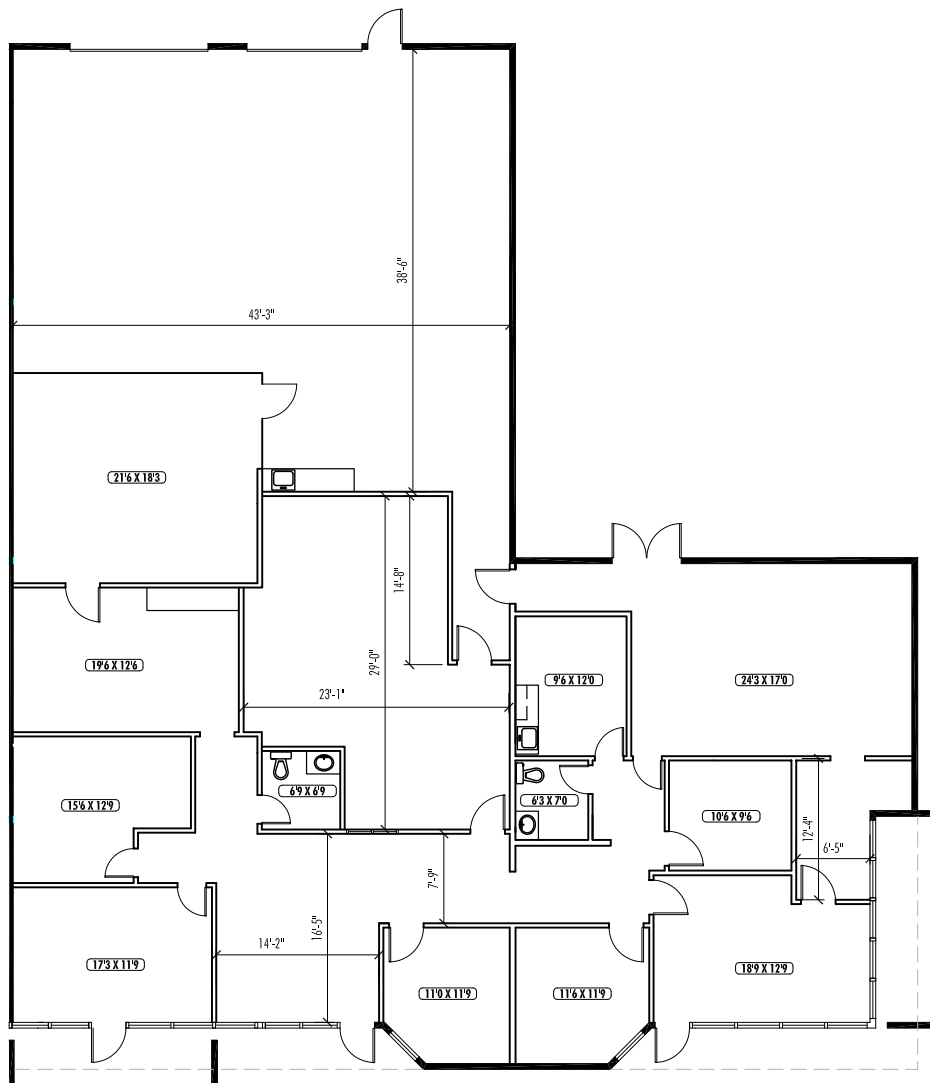 38'-6"
43'-3"
21'6 X 18'3
14'-8"
29'-0"
19'6 X 12'6
9'6 X 12'0
24'3 X 17'0
23'-1"
6'9 X 6'9
15'6 X 12'9
6'3 X 7'0
10'6 X 9'6
12'-4"
6'-5"
7'-9"
16'-5"
14'-2"
17'3 X 11'9
11'0 X 11'9
11'6 X 11'9
18'9 X 12'9